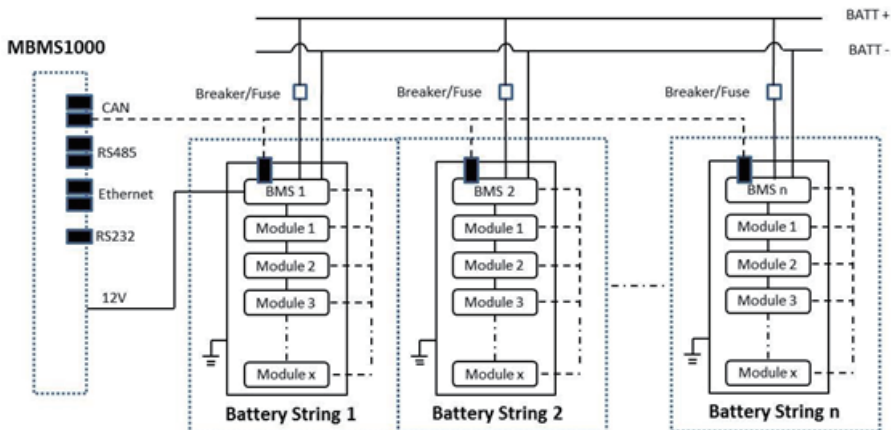 BATT +
MBMS1000
BATT -
Breaker/Fuse
Breaker/Fuse
Breaker/Fuse
CAN
RS485
Ethernet
RS232
12V
BMS 1
Module 1
Module 2
Module 3
Module x
Battery String 1
BMS 2
Module 1
Module 2
Module 3
Module x
Battery String 2
BMS n
Module 1
Module 2
Module 3
Module x
Battery String n